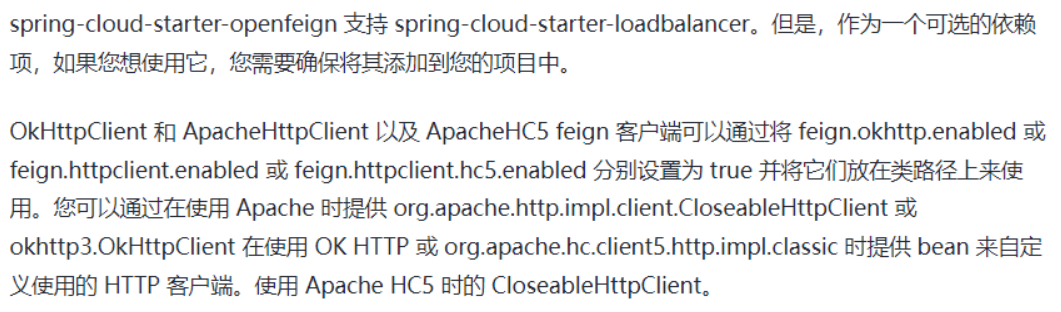 spring-cloud-starter-openfeign 支持 spring-cloud-starter-loadbalancer。但是，作为一个可选的依赖
项，如果您想使用它，您需要确保将其添加到您的项目中。
OkHttpClient 和 ApacheHttpClient 以及 ApacheHC5 feign 客户端可以通过将 feign.okhttp.enabled 或
feign.httpclient.enabled 或 feign.httpclient.hc5.enabled 分别设置为 true 并将它们放在类路径上来使
用。您可以通过在使用 Apache 时提供 org.apache.http.impl.client.CloseableHttpClient 或
okhttp3.OkHttpClient 在使用 OK HTTP 或 org.apache.hc.client5.http.impl.classic 时提供 bean 来自定
义使用的 HTTP 客户端。使用 Apache HC5 时的 CloseableHttpClient。